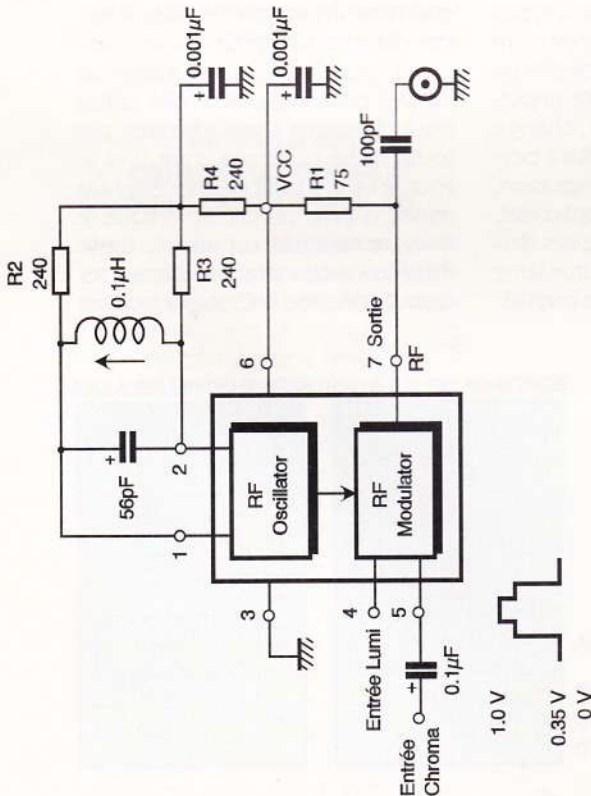 R2
240
0.1µH
R3
240
R4
240
0.001µF
+
VCC
0.001µF
+
R1
75
100pF
56pF
+
1
2
6
7
Sortie
RF
3
RF
Oscillator
RF
Modulator
4
5
Entrée Lumi
+
0.1µF
Entrée
Chroma
1.0 V
0.35 V
0 V